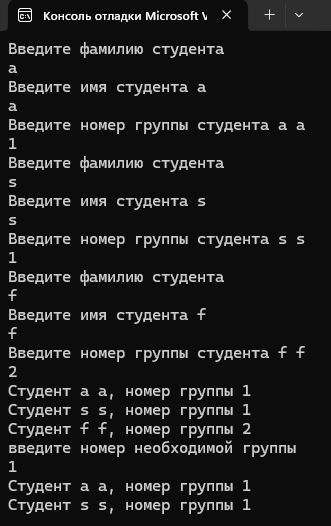 Консоль отладки Microsoft V
Введите фамилию студента
a
Введите имя студента a
a
Введите номер группы студента a a
1
Введите фамилию студента
s
Введите имя студента s
s
Введите номер группы студента s s
1
Введите фамилию студента
f
Введите имя студента f
f
Введите номер группы студента f f
2
Студент a a, номер группы 1
Студент s s, номер группы 1
Студент f f, номер группы 2
введите номер необходимой группы
1
Студент a a, номер группы 1
Студент s s, номер группы 1